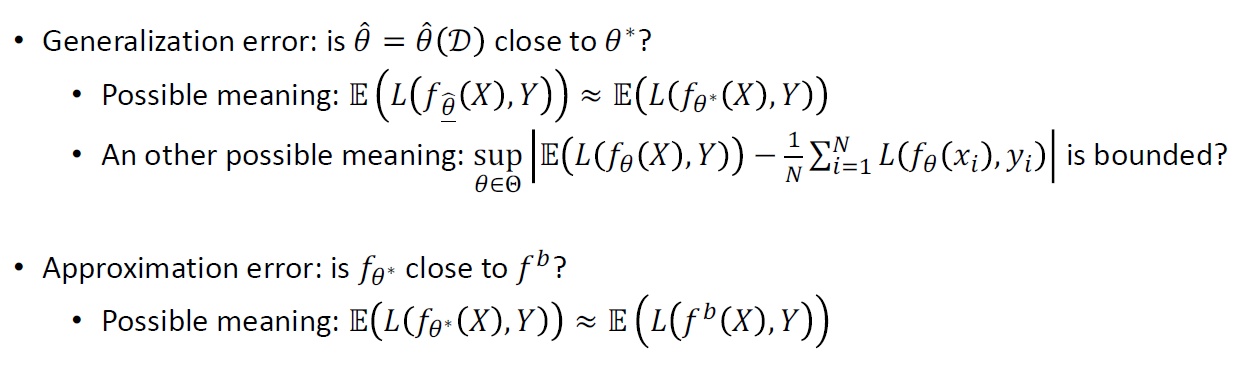 • Generalization error: is θ̂ = θ̂(𝒟) close to θ*?
• Possible meaning: 𝔼(L(f_θ̂(X), Y)) ≈ 𝔼(L(f_θ*(X), Y))
• An other possible meaning: sup_{θ∈Θ} |𝔼(L(f_θ(X), Y)) − 1/N ∑_{i=1}^{N} L(f_θ(x_i), y_i)| is bounded?
• Approximation error: is f_θ* close to f^b?
• Possible meaning: 𝔼(L(f_θ*(X), Y)) ≈ 𝔼(L(f^b(X), Y))